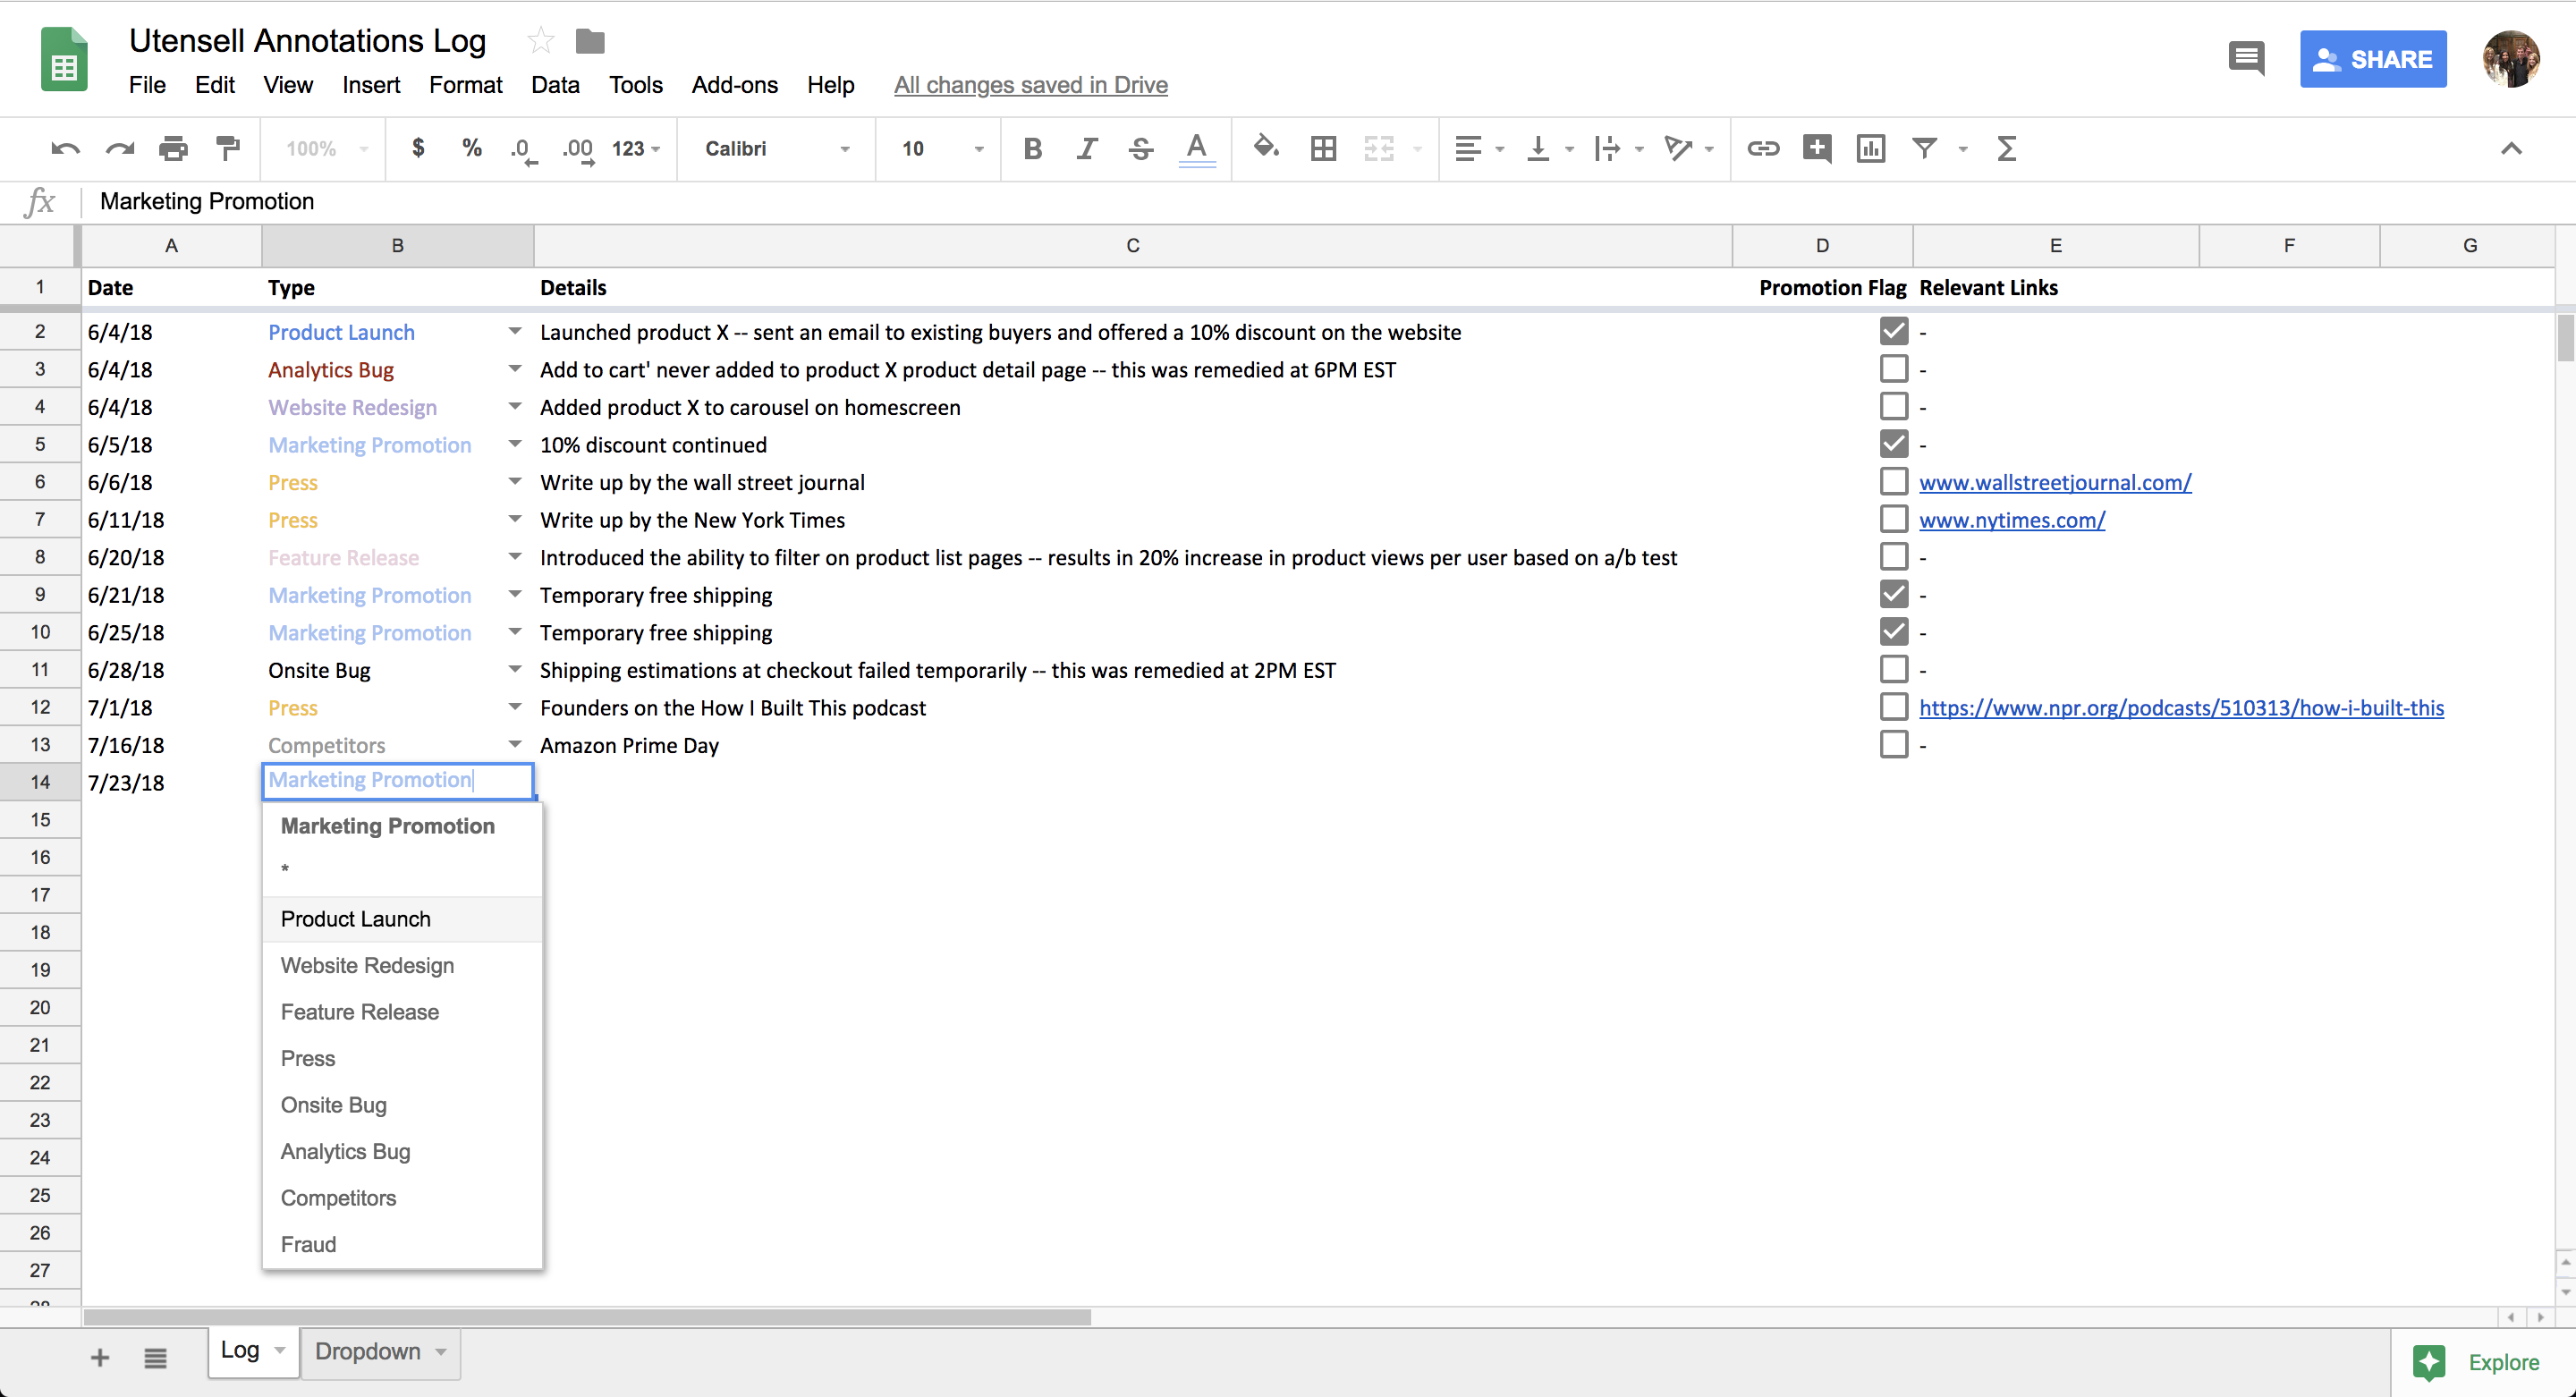 Utensell Annotations Log
File Edit View Insert Format Data Tools Add-ons Help All changes saved in Drive
SHARE
100% $ % .0 .00 123 Calibri 10 B I S A Σ
fx Marketing Promotion
A B C D E F G
1 Date Type Details Promotion Flag Relevant Links
2 6/4/18 Product Launch Launched product X -- sent an email to existing buyers and offered a 10% discount on the website -
3 6/4/18 Analytics Bug Add to cart' never added to product X product detail page -- this was remedied at 6PM EST -
4 6/4/18 Website Redesign Added product X to carousel on homescreen -
5 6/5/18 Marketing Promotion 10% discount continued -
6 6/6/18 Press Write up by the wall street journal www.wallstreetjournal.com/
7 6/11/18 Press Write up by the New York Times www.nytimes.com/
8 6/20/18 Feature Release Introduced the ability to filter on product list pages -- results in 20% increase in product views per user based on a/b test -
9 6/21/18 Marketing Promotion Temporary free shipping -
10 6/25/18 Marketing Promotion Temporary free shipping -
11 6/28/18 Onsite Bug Shipping estimations at checkout failed temporarily -- this was remedied at 2PM EST -
12 7/1/18 Press Founders on the How I Built This podcast https://www.npr.org/podcasts/510313/how-i-built-this
13 7/16/18 Competitors Amazon Prime Day -
14 7/23/18 Marketing Promotion
15 Marketing Promotion
16 *
17
18 Product Launch
19 Website Redesign
20 Feature Release
21 Press
22
23 Onsite Bug
24 Analytics Bug
25 Competitors
26 Fraud
27
28
Log Dropdown Explore